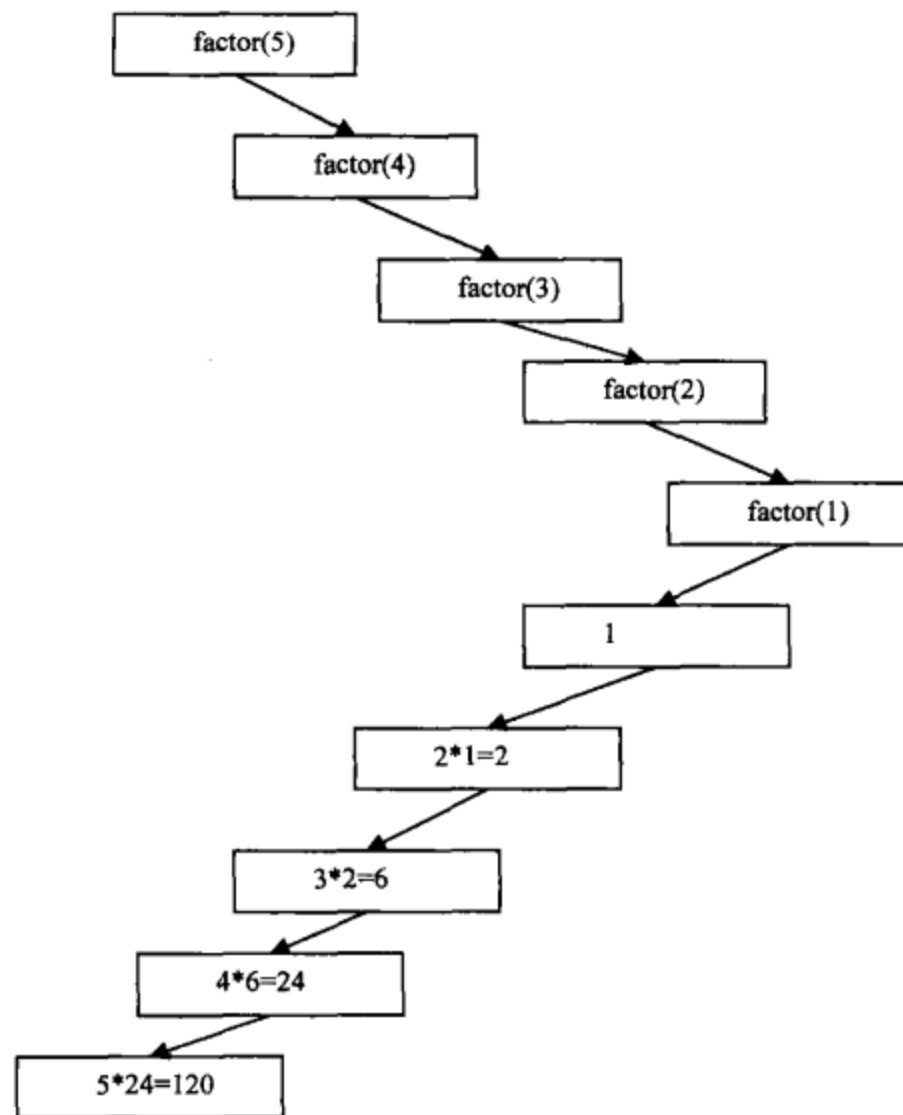 factor(5)
factor(4)
factor(3)
factor(2)
factor(1)
1
2*1=2
3*2=6
4*6=24
5*24=120